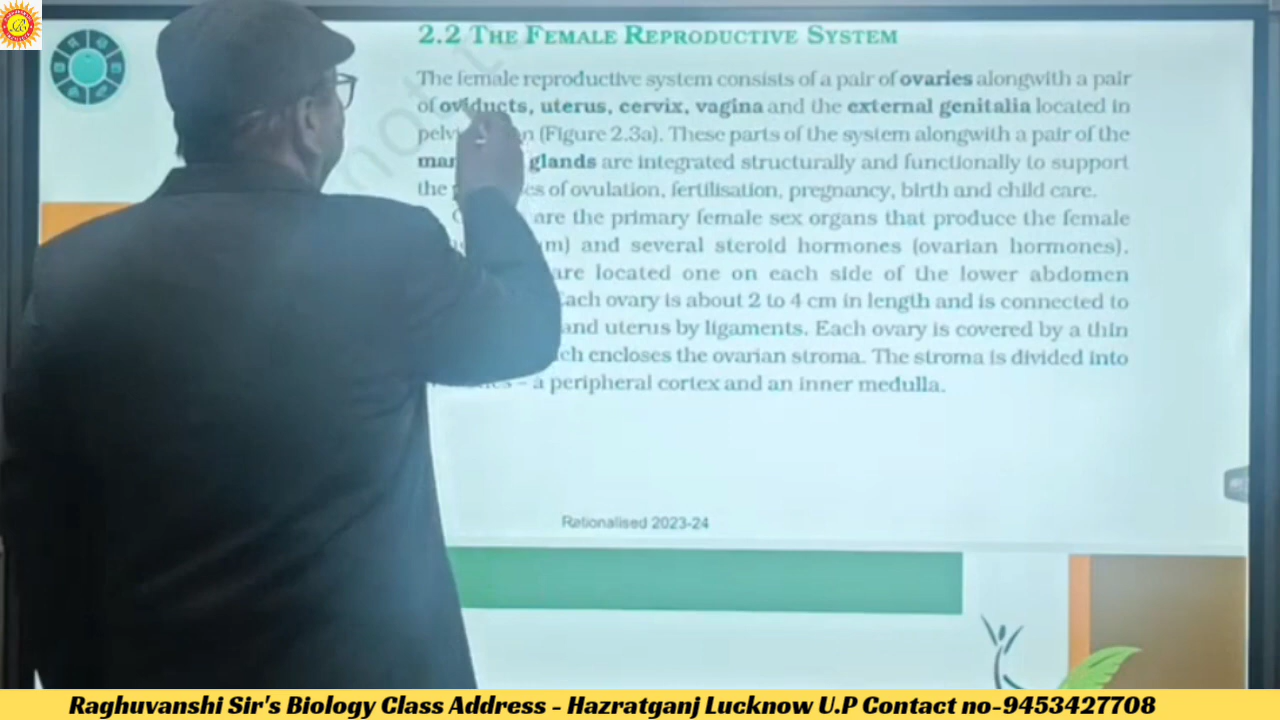 2.2 THE FEMALE REPRODUCTIVE SYSTEM
The female reproductive system consists of a pair of ovaries alongwith a pair
of oviducts, uterus, cervix, vagina and the external genitalia located in
(Figure 2.3a). These parts of the system alongwith a pair of the
glands are integrated structurally and functionally to support
the of ovulation, fertilisation, pregnancy, birth and child care.
are the primary female sex organs that produce the female
and several steroid hormones (ovarian hormones).
are located one on each side of the lower abdomen
Each ovary is about 2 to 4 cm in length and is connected to
and uterus by ligaments. Each ovary is covered by a thin
encloses the ovarian stroma. The stroma is divided into
– a peripheral cortex and an inner medulla.
Rationalised 2023-24
Raghuvanshi Sir's Biology Class Address - Hazratganj Lucknow U.P Contact no-9453427708